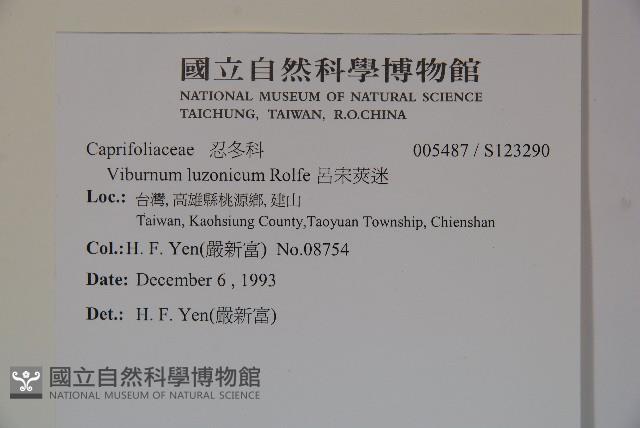 國立自然科學博物館
NATIONAL MUSEUM OF NATURAL SCIENCE
TAICHUNG, TAIWAN, R.O.CHINA
Caprifoliaceae 忍冬科 005487 / S123290
Viburnum luzonicum Rolfe 呂宋莢迷
Loc.: 台灣, 高雄縣桃源鄉, 建山
Taiwan, Kaohsiung County,Taoyuan Township, Chienshan
Col.:H. F. Yen(嚴新富) No.08754
Date: December 6 , 1993
Det.: H. F. Yen(嚴新富)
國立自然科學博物館
NATIONAL MUSEUM OF NATURAL SCIENCE